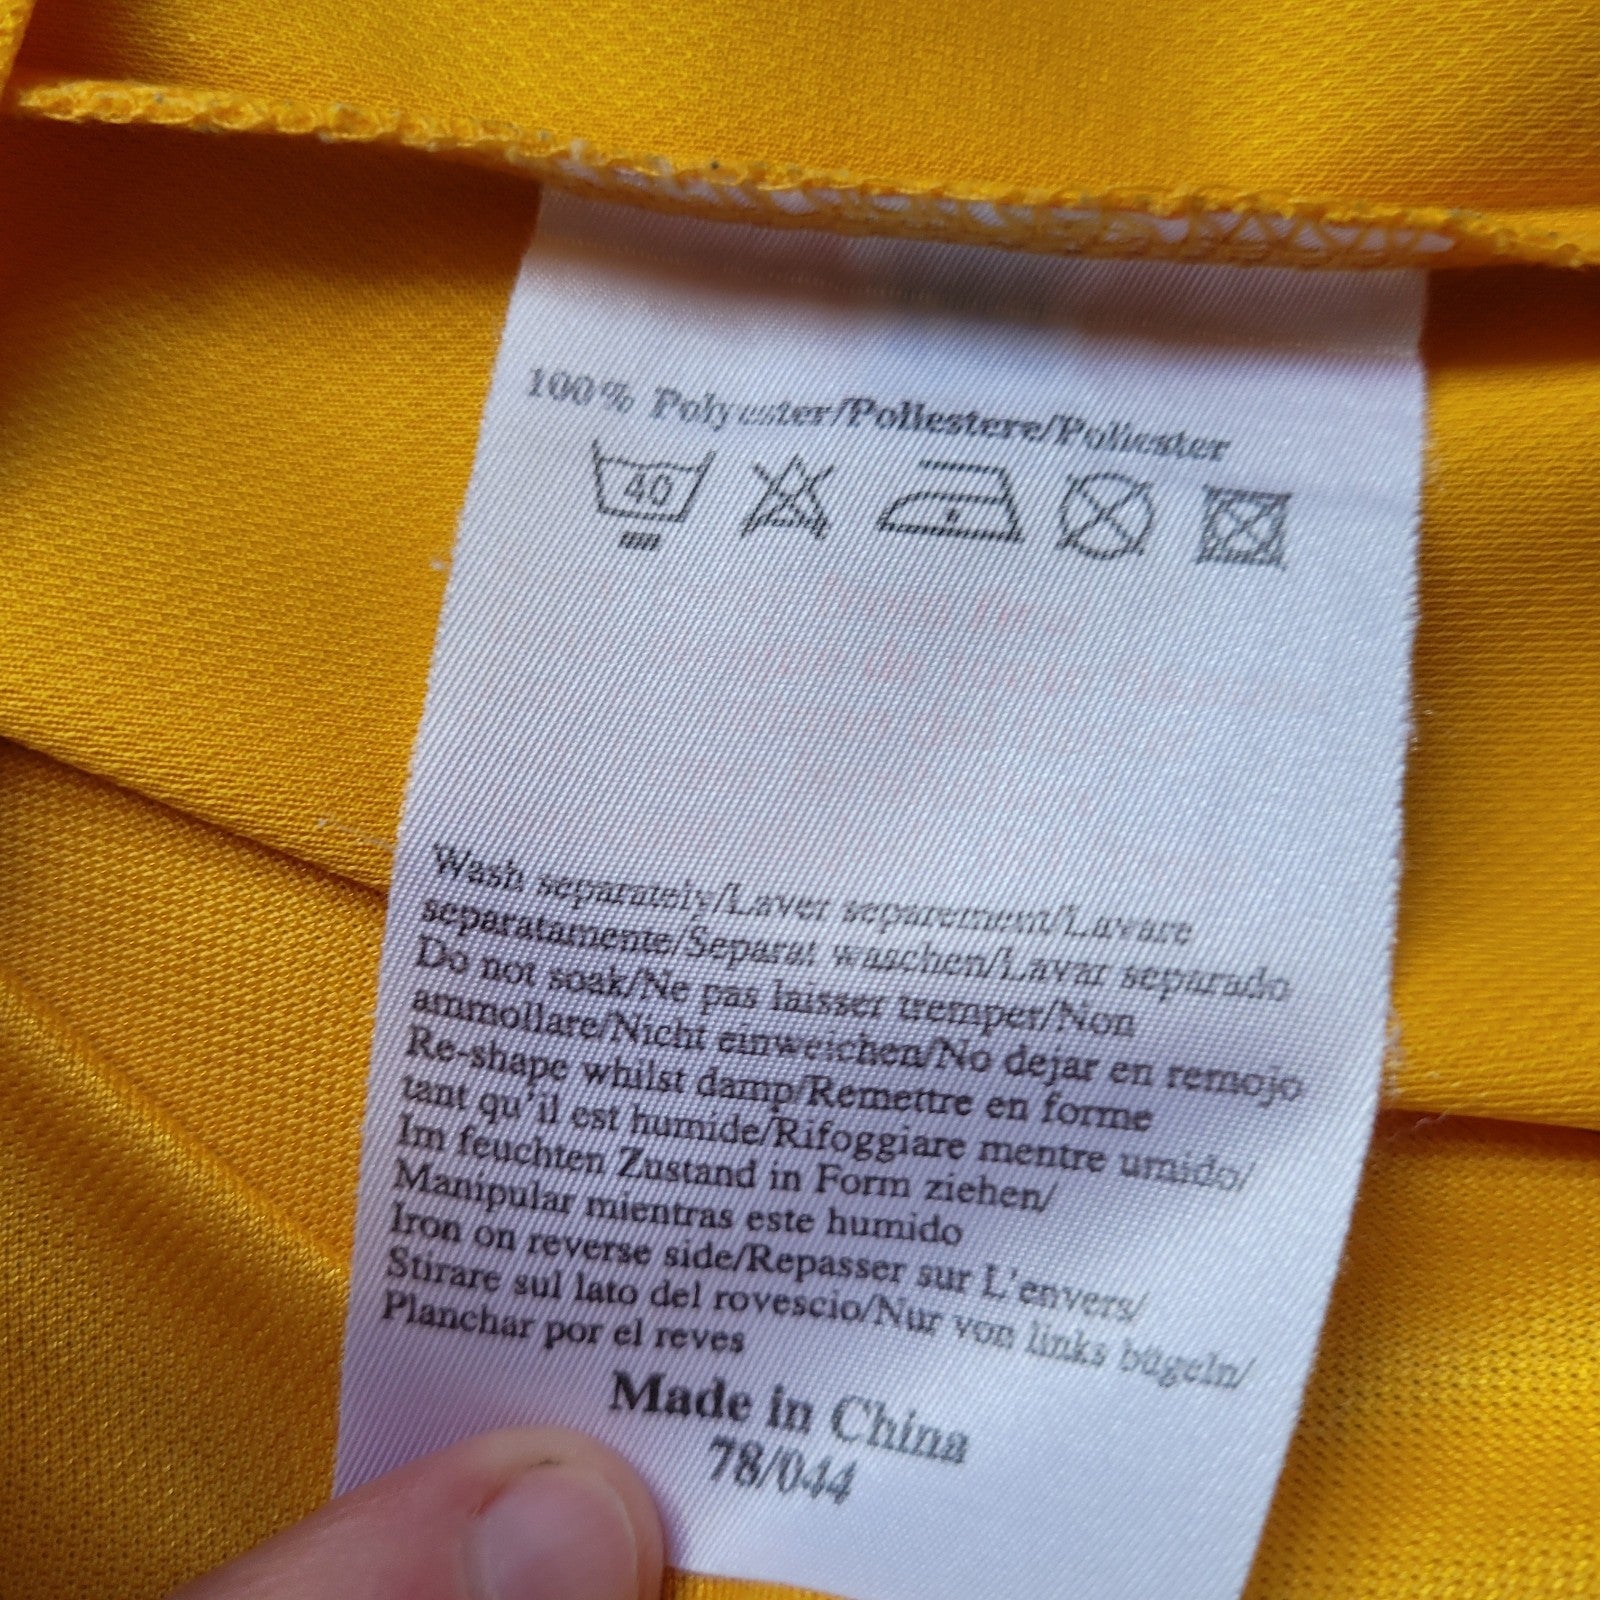 100% Polyester/Poliestere/Poliester
40
Wash separately/Laver separement/Lavare
separatamente/Separat waschen/Lavar separado
Do not soak/Ne pas laisser tremper/Non
ammollare/Nicht einweichen/No dejar en remojo
Re-shape whilst damp/Remettre en forme
tant qu'il est humide/Rifoggiare mentre umido/
Im feuchten Zustand in Form ziehen/
Manipular mientras este humido
Iron on reverse side/Repasser sur L'envers/
Stirare sul lato del rovescio/Nur von links bügeln/
Planchar por el reves
Made in China
78/044